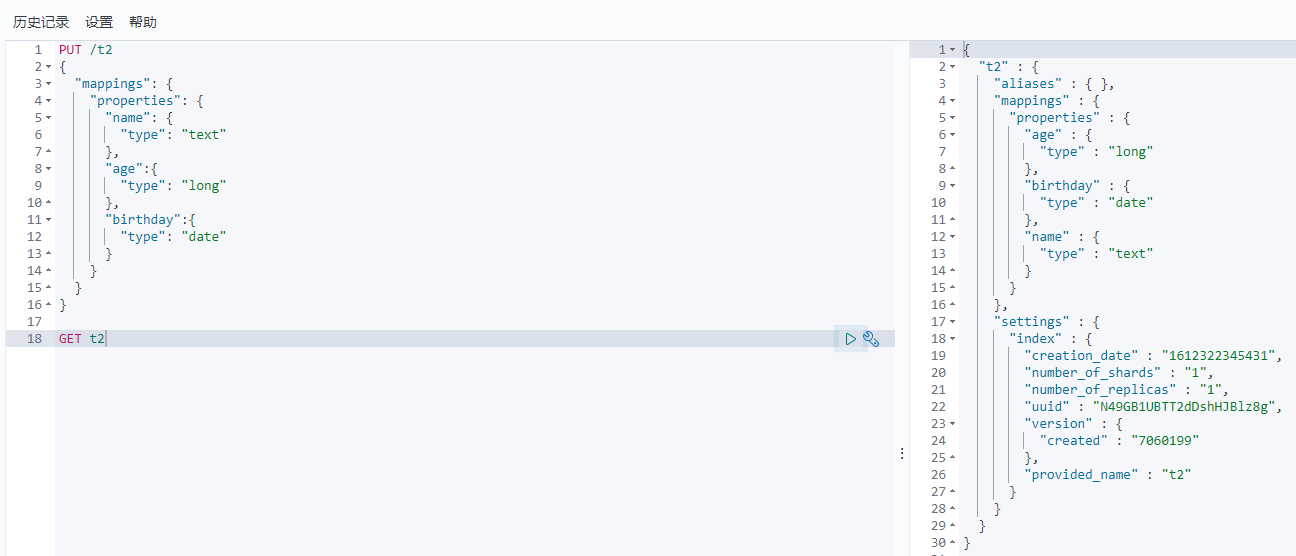 历史记录 设置 帮助
1 PUT /t2
2 {
3 "mappings": {
4 "properties": {
5 "name": {
6 "type": "text"
7 },
8 "age":{
9 "type": "long"
10 },
11 "birthday":{
12 "type": "date"
13 }
14 }
15 }
16 }
17
18 GET t2
1 {
2 "t2" : {
3 "aliases" : { },
4 "mappings" : {
5 "properties" : {
6 "age" : {
7 "type" : "long"
8 },
9 "birthday" : {
10 "type" : "date"
11 },
12 "name" : {
13 "type" : "text"
14 }
15 }
16 },
17 "settings" : {
18 "index" : {
19 "creation_date" : "1612322345431",
20 "number_of_shards" : "1",
21 "number_of_replicas" : "1",
22 "uuid" : "N49GB1UBTT2dDshHJBlz8g",
23 "version" : {
24 "created" : "7060199"
25 },
26 "provided_name" : "t2"
27 }
28 }
29 }
30 }